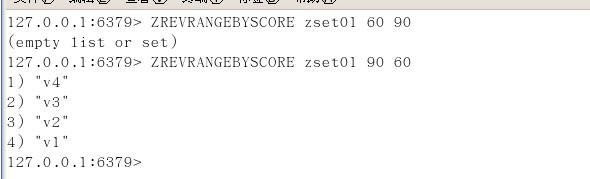 127.0.0.1:6379> ZREVRANGEBYSCORE zset01 60 90
(empty list or set)
127.0.0.1:6379> ZREVRANGEBYSCORE zset01 90 60
1) "v4"
2) "v3"
3) "v2"
4) "v1"
127.0.0.1:6379>